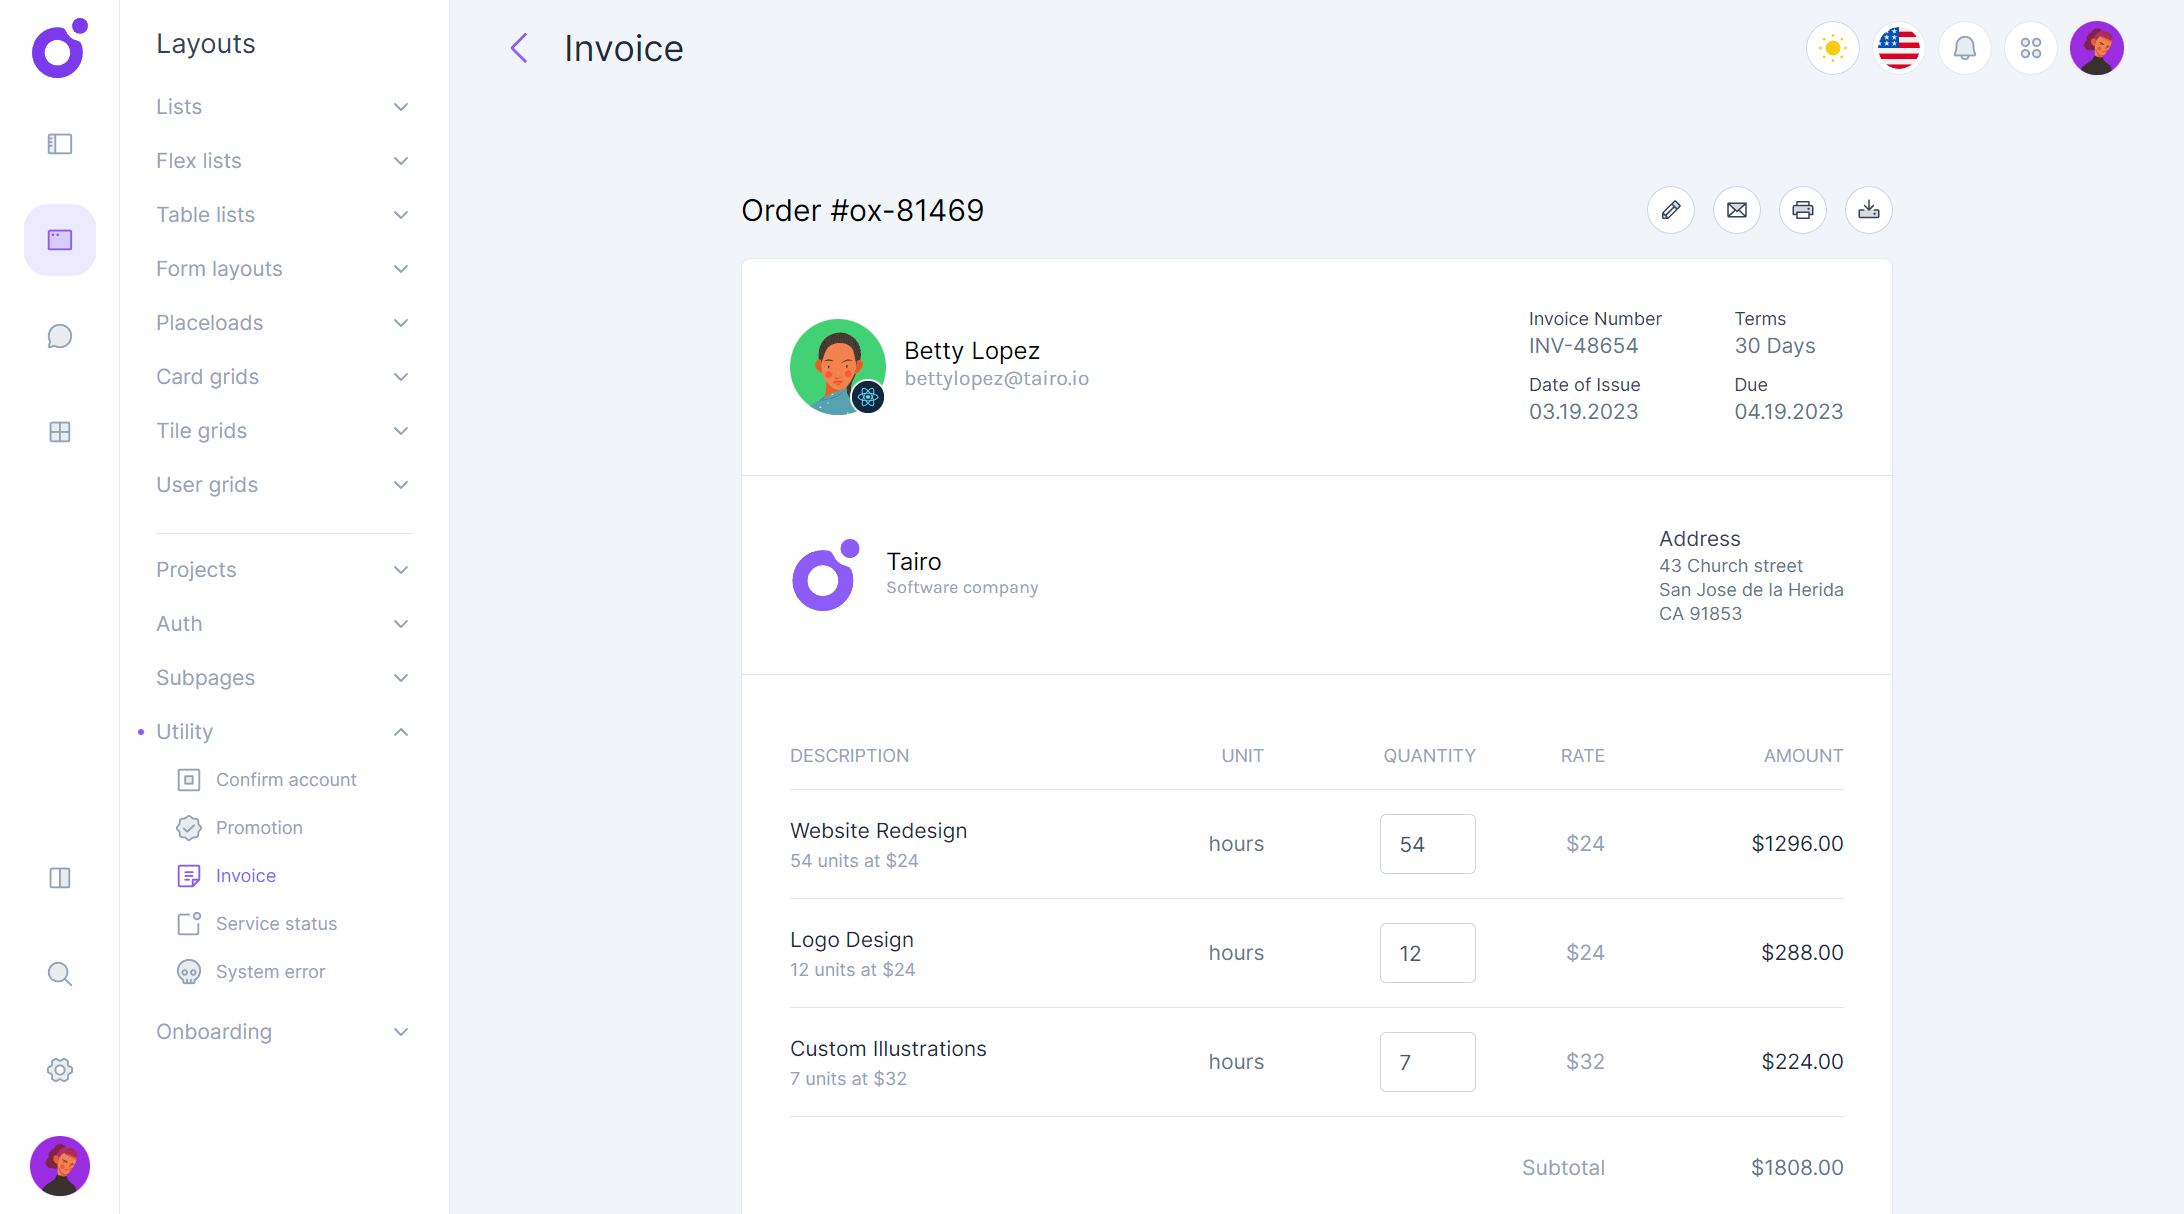 Layouts
Lists
Flex lists
Table lists
Form layouts
Placeloads
Card grids
Tile grids
User grids
Projects
Auth
Subpages
Utility
Confirm account
Promotion
Invoice
Service status
System error
Onboarding
Invoice
Order #ox-81469
Betty Lopez
bettylopez@tairo.io
Invoice Number
INV-48654
Terms
30 Days
Date of Issue
03.19.2023
Due
04.19.2023
Tairo
Software company
Address
43 Church street
San Jose de la Herida
CA 91853
DESCRIPTION UNIT QUANTITY RATE AMOUNT
Website Redesign
54 units at $24
hours 54 $24 $1296.00
Logo Design
12 units at $24
hours 12 $24 $288.00
Custom Illustrations
7 units at $32
hours 7 $32 $224.00
Subtotal $1808.00